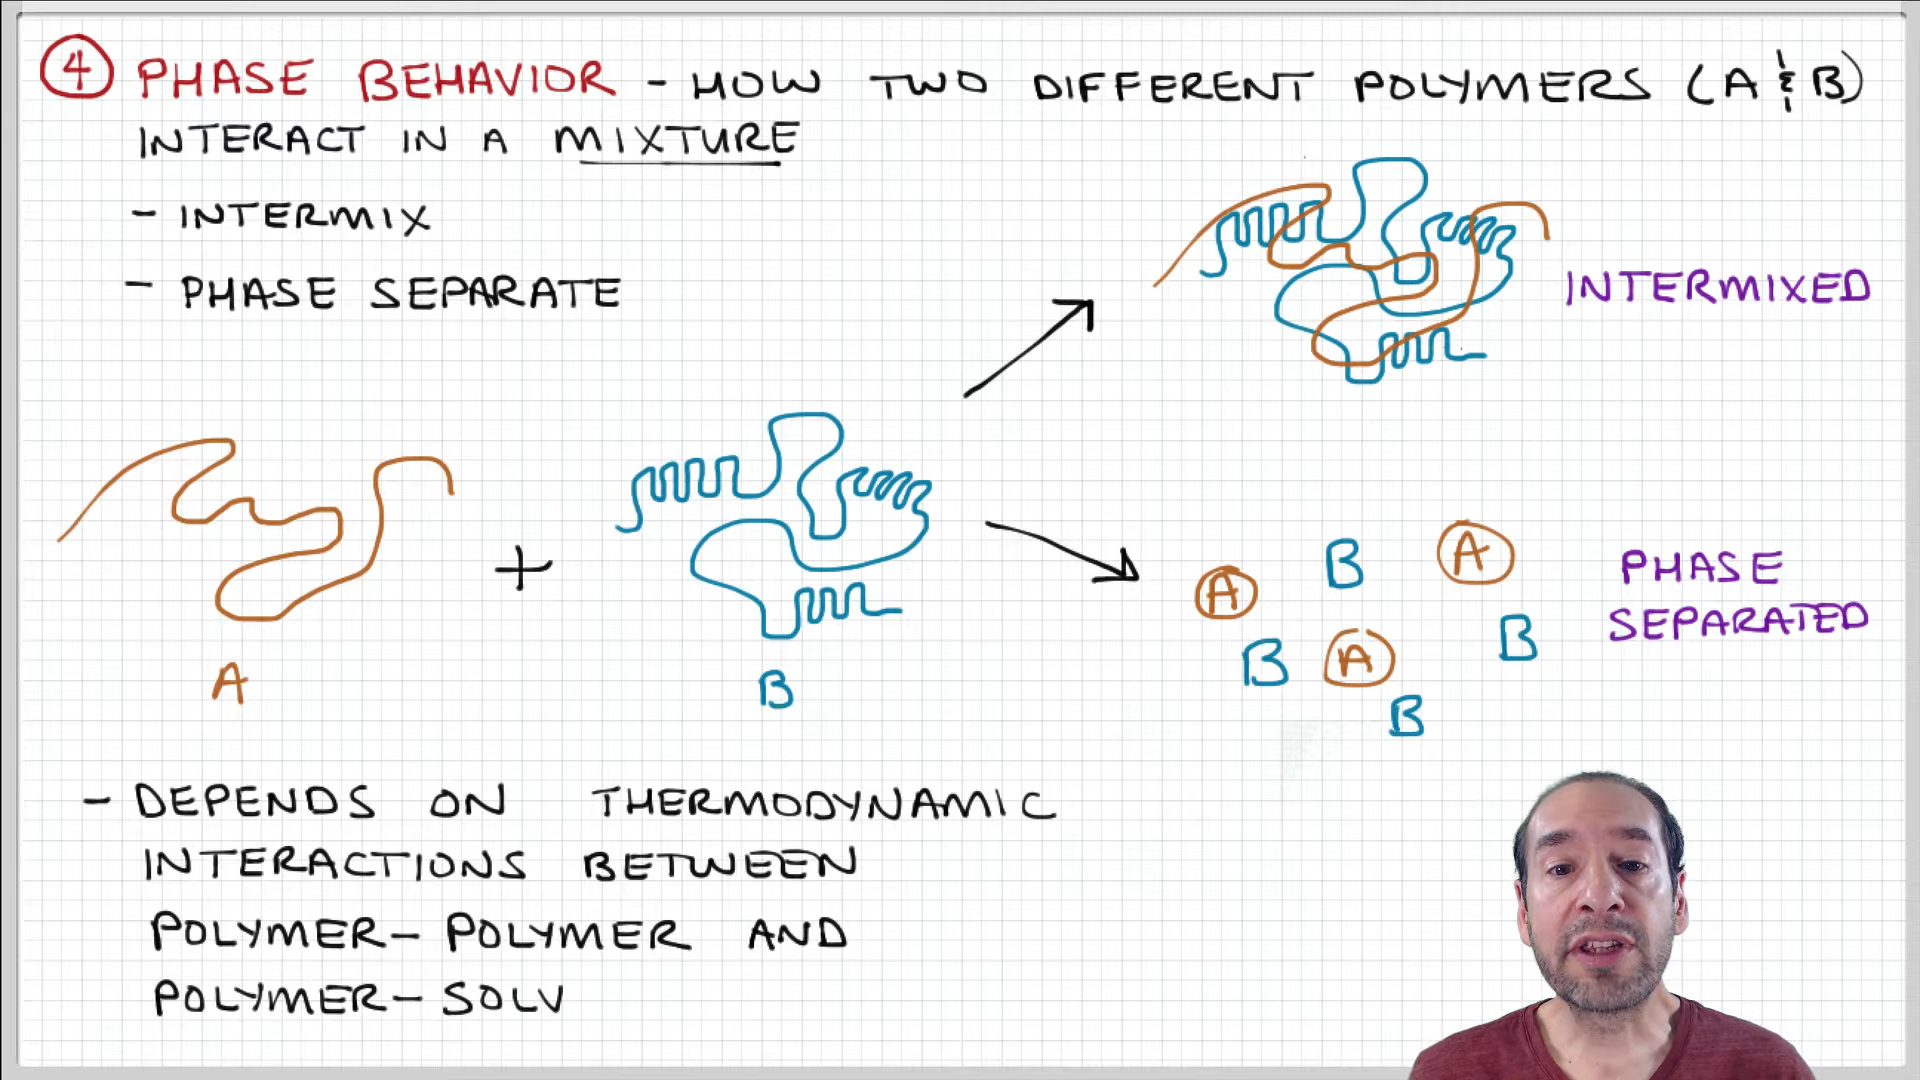 4 PHASE BEHAVIOR - HOW TWO DIFFERENT POLYMERS (A & B)
INTERACT IN A MIXTURE
- INTERMIX
- PHASE SEPARATE
INTERMIXED
A
+
B
A
B
A
B
A
B
B
PHASE
SEPARATED
- DEPENDS ON THERMODYNAMIC
INTERACTIONS BETWEEN
POLYMER-POLYMER AND
POLYMER-SOLV